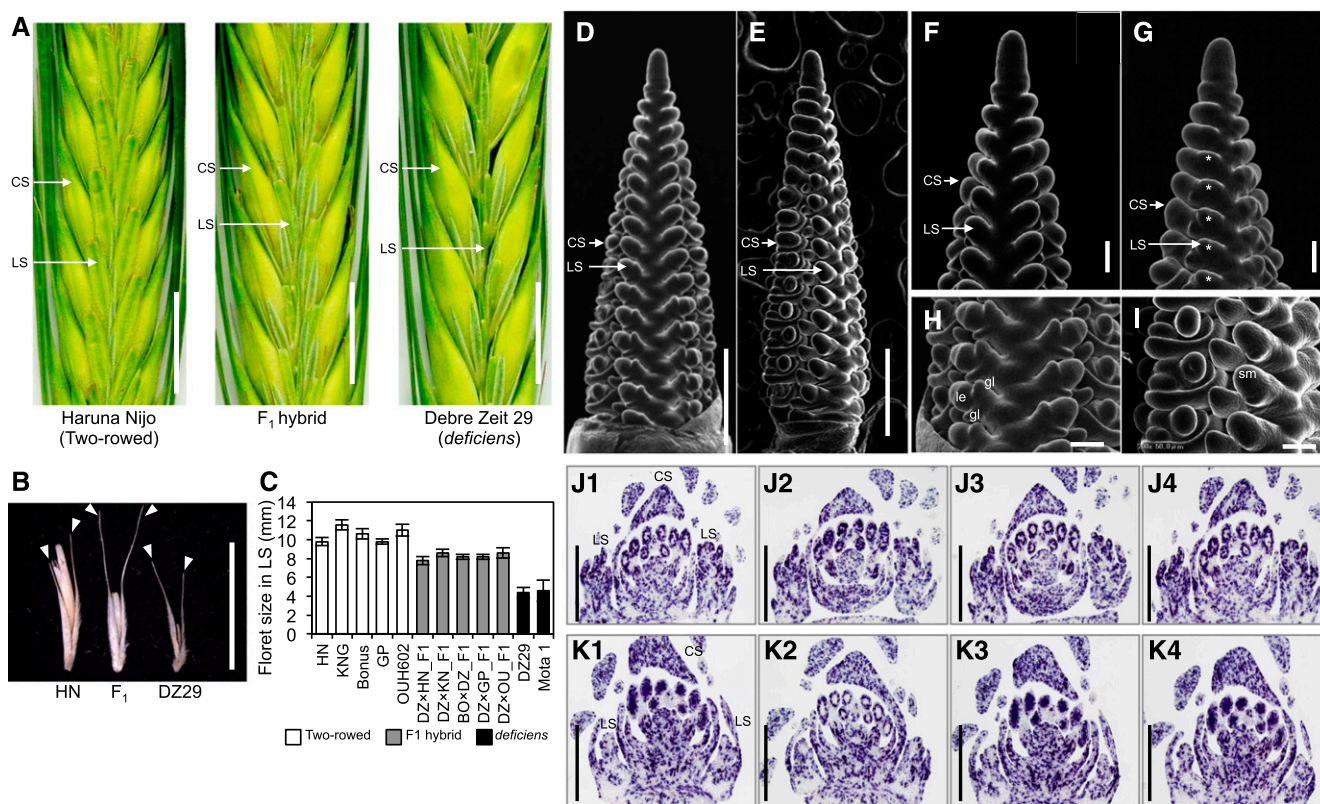 A
CS
LS
Haruna Nijo
(Two-rowed)
CS
LS
F1 hybrid
CS
LS
Debre Zeit 29
(deficiens)
B
HN
F1
DZ29
C
Floret size in LS (mm)
14
12
10
8
6
4
2
0
HN
KNG
Bonus
GP
OUH602
DZ×HN_F1
DZ×KN_F1
BO×DZ_F1
DZ×GP_F1
DZ×OU_F1
DZ29
Mota 1
Two-rowed
F1 hybrid
deficiens
D
CS
LS
E
CS
LS
F
CS
LS
G
CS
LS
*
*
*
*
*
H
gl
le
gl
I
sm
J1
CS
LS
LS
J2
J3
J4
K1
CS
LS
LS
K2
K3
K4